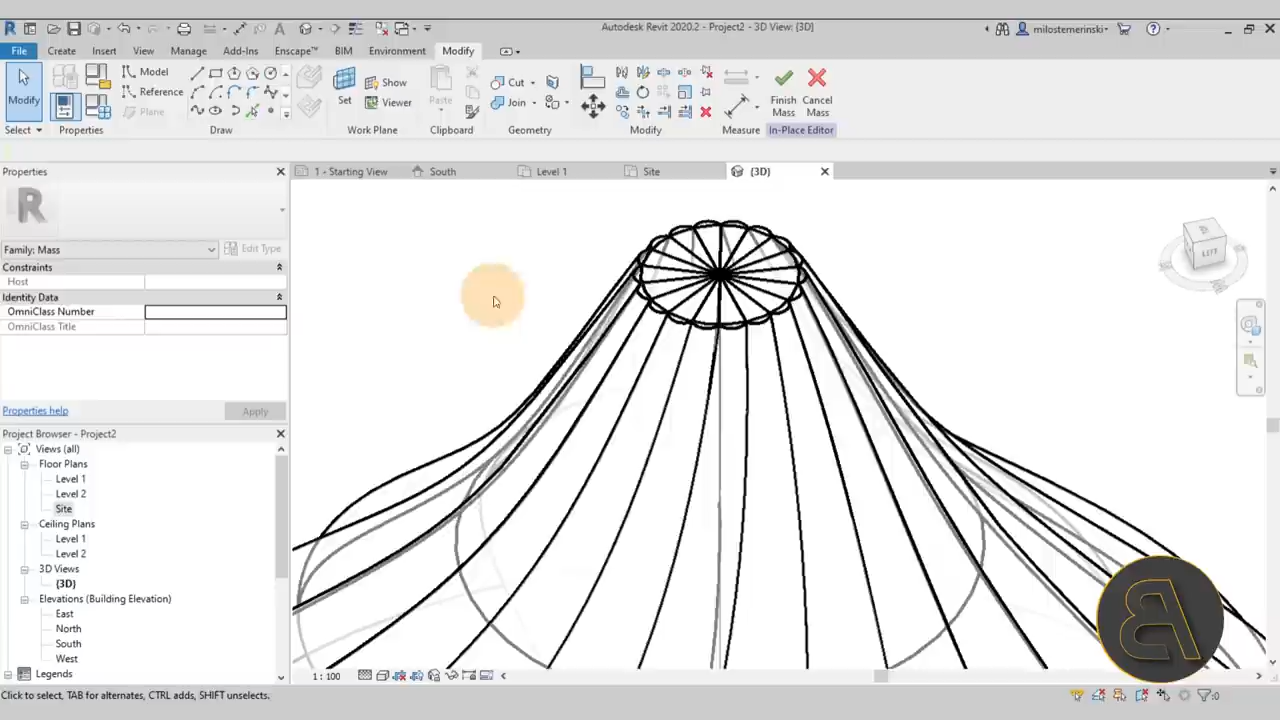 Autodesk Revit 2020.2 - Project2 - 3D View: {3D}
milostemerinski
File Create Insert View Manage Add-Ins Enscape™ BIM Environment Modify
Modify
Model
Reference
Plane
Set
Show
Viewer
Paste
Cut
Join
Finish Mass
Cancel Mass
Select Properties Draw Work Plane Clipboard Geometry Modify Measure In-Place Editor
Properties
1 - Starting View South Level 1 Site {3D}
R
Family: Mass Edit Type
Constraints
Host
Identity Data
OmniClass Number
OmniClass Title
Properties help Apply
Project Browser - Project2
Views (all)
Floor Plans
Level 1
Level 2
Site
Ceiling Plans
Level 1
Level 2
3D Views
{3D}
Elevations (Building Elevation)
East
North
South
West
Legends
LEFT
1 : 100
Click to select, TAB for alternates, CTRL adds, SHIFT unselects.
:0